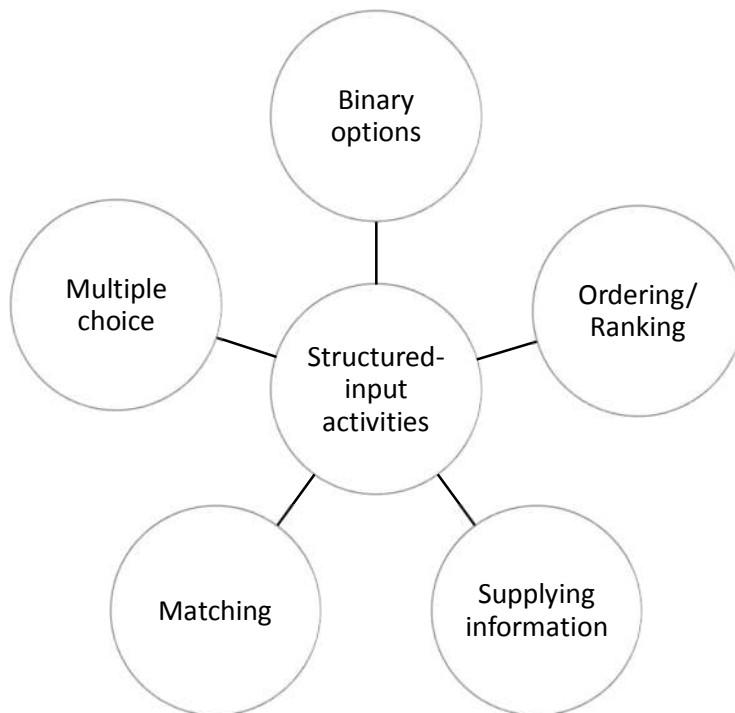 Binary
options
Multiple
choice
Ordering/
Ranking
Structured-
input
activities
Matching
Supplying
information